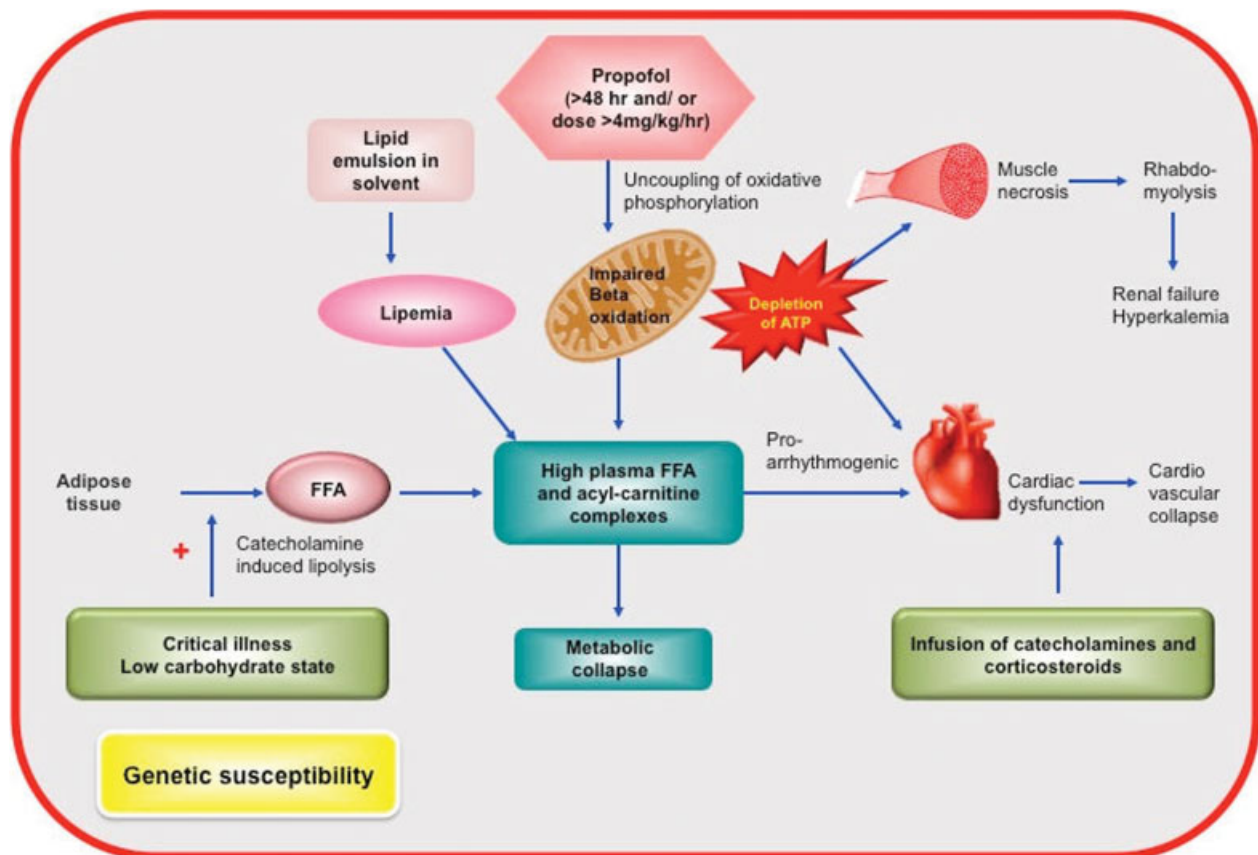 Propofol
(>48 hr and/ or
dose >4mg/kg/hr)
Lipid
emulsion in
solvent
Uncoupling of oxidative
phosphorylation
Muscle
necrosis
Rhabdo-
myolysis
Impaired
Beta
oxidation
Depletion
of ATP
Lipemia
Renal failure
Hyperkalemia
Adipose
tissue
FFA
High plasma FFA
and acyl-carnitine
complexes
Pro-
arrhythmogenic
Cardiac
dysfunction
Cardio
vascular
collapse
+
Catecholamine
induced lipolysis
Critical illness
Low carbohydrate state
Metabolic
collapse
Infusion of catecholamines and
corticosteroids
Genetic susceptibility